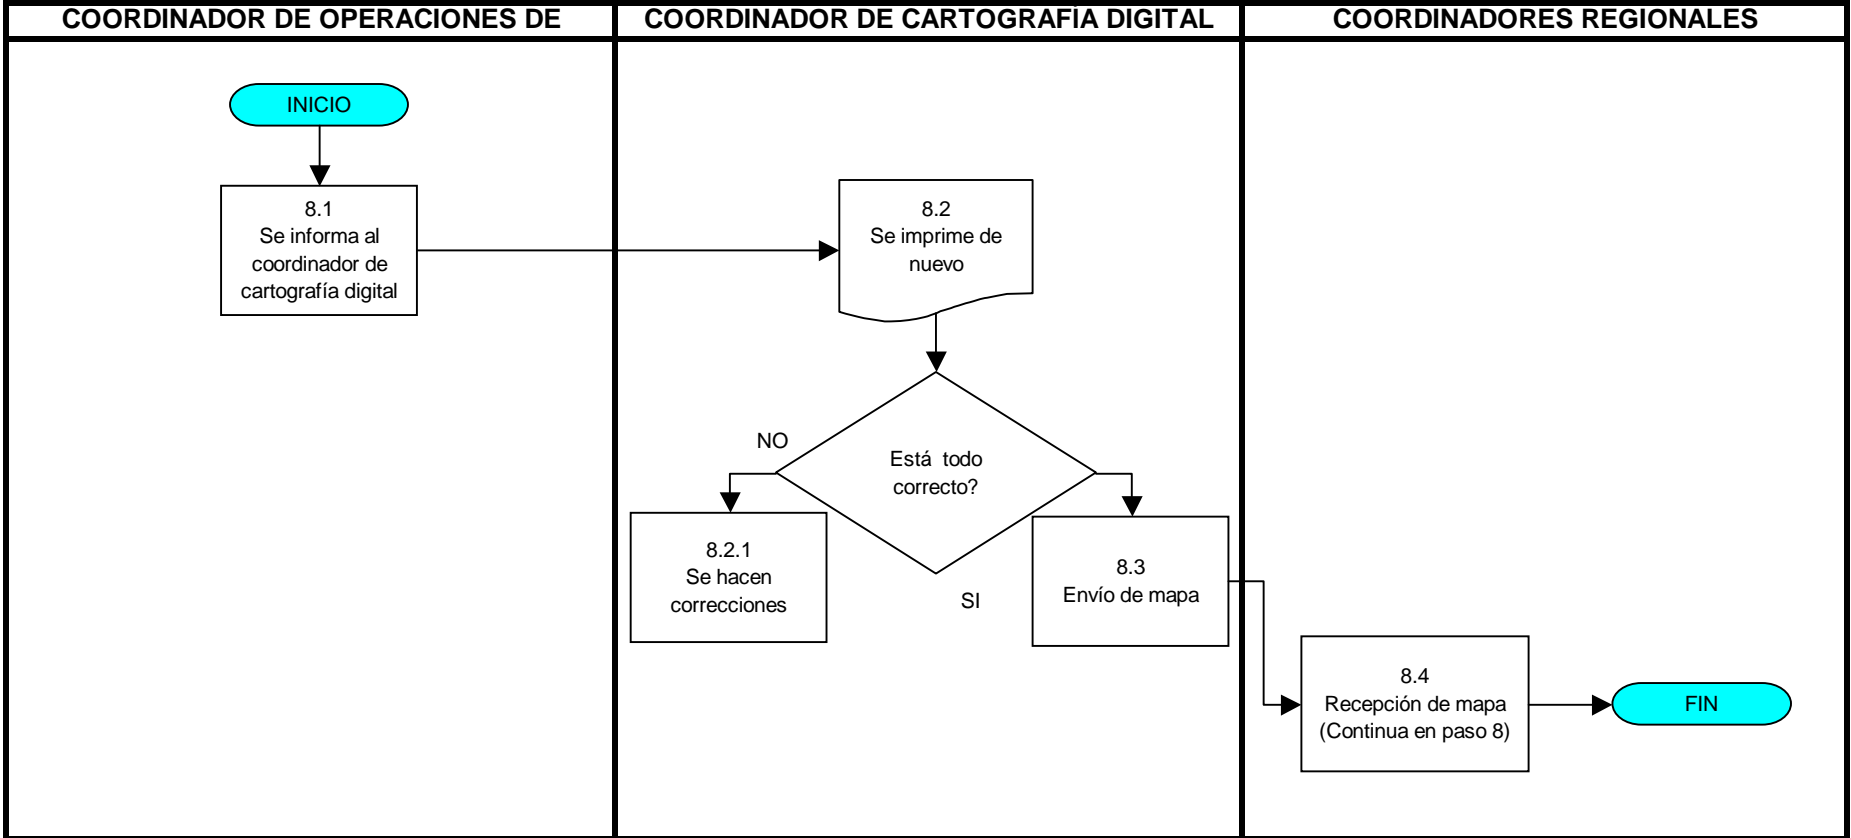 COORDINADOR DE OPERACIONES DE
COORDINADOR DE CARTOGRAFÍA DIGITAL
COORDINADORES REGIONALES
INICIO
8.1
Se informa al
coordinador de
cartografía digital
8.2
Se imprime de
nuevo
Está todo
correcto?
NO
SI
8.2.1
Se hacen
correcciones
8.3
Envío de mapa
8.4
Recepción de mapa
(Continua en paso 8)
FIN